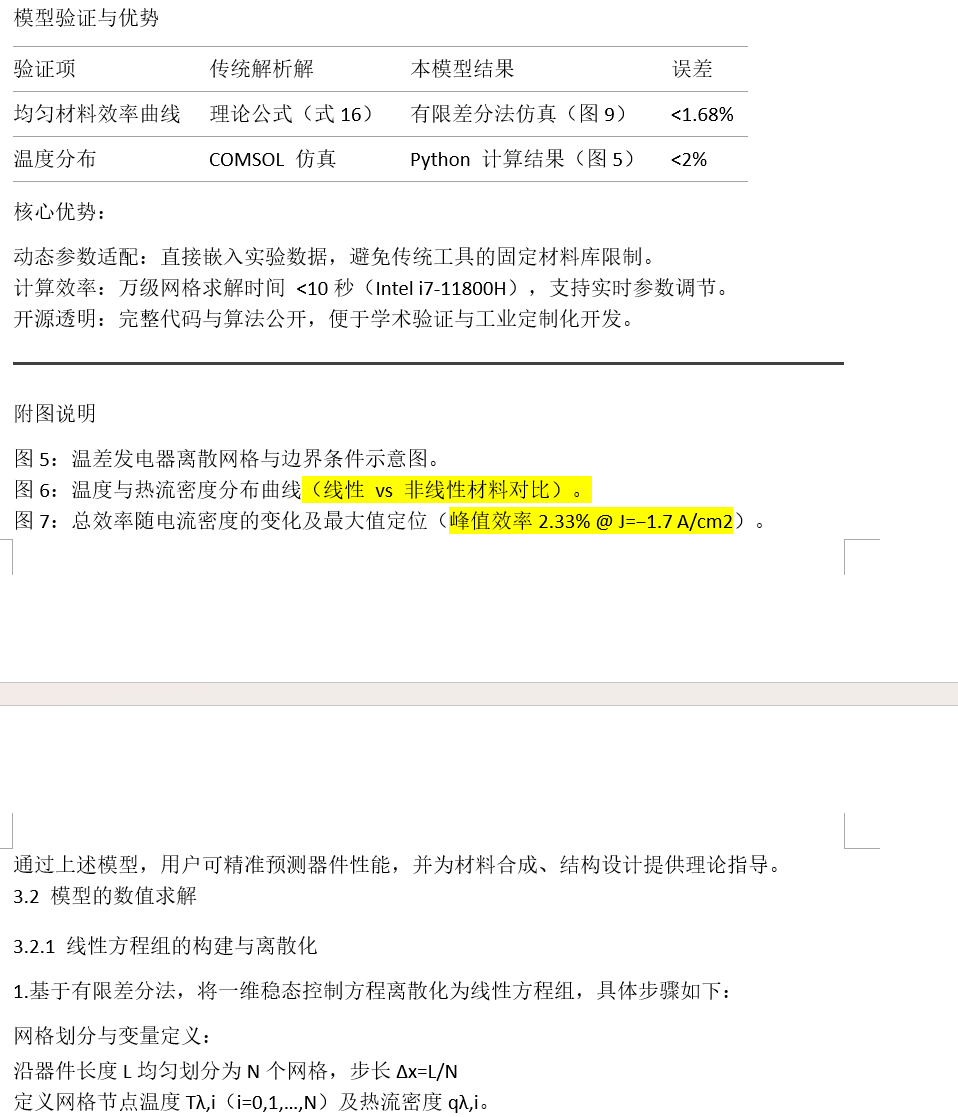 模型验证与优势
验证项 传统解析解 本模型结果 误差
均匀材料效率曲线 理论公式（式 16） 有限差分法仿真（图 9） <1.68%
温度分布 COMSOL 仿真 Python 计算结果（图 5） <2%
核心优势：
动态参数适配：直接嵌入实验数据，避免传统工具的固定材料库限制。
计算效率：万级网格求解时间 <10 秒（Intel i7-11800H），支持实时参数调节。
开源透明：完整代码与算法公开，便于学术验证与工业定制化开发。
附图说明
图 5：温差发电器离散网格与边界条件示意图。
图 6：温度与热流密度分布曲线（线性 vs 非线性材料对比）。
图 7：总效率随电流密度的变化及最大值定位（峰值效率 2.33% @ J=−1.7 A/cm2）。
通过上述模型，用户可精准预测器件性能，并为材料合成、结构设计提供理论指导。
3.2 模型的数值求解
3.2.1 线性方程组的构建与离散化
1.基于有限差分法，将一维稳态控制方程离散化为线性方程组，具体步骤如下：
网格划分与变量定义：
沿器件长度 L 均匀划分为 N 个网格，步长 Δx=L/N
定义网格节点温度 Tλ,i（i=0,1,…,N）及热流密度 qλ,i。